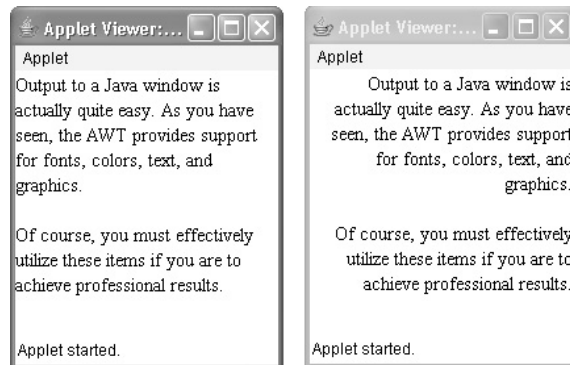 Applet Viewer:...
Applet
Output to a Java window is
actually quite easy. As you have
seen, the AWT provides support
for fonts, colors, text, and
graphics.
Of course, you must effectively
utilize these items if you are to
achieve professional results.
Applet started.
Applet Viewer:...
Applet
Output to a Java window is
actually quite easy. As you have
seen, the AWT provides support
for fonts, colors, text, and
graphics.
Of course, you must effectively
utilize these items if you are to
achieve professional results.
Applet started.